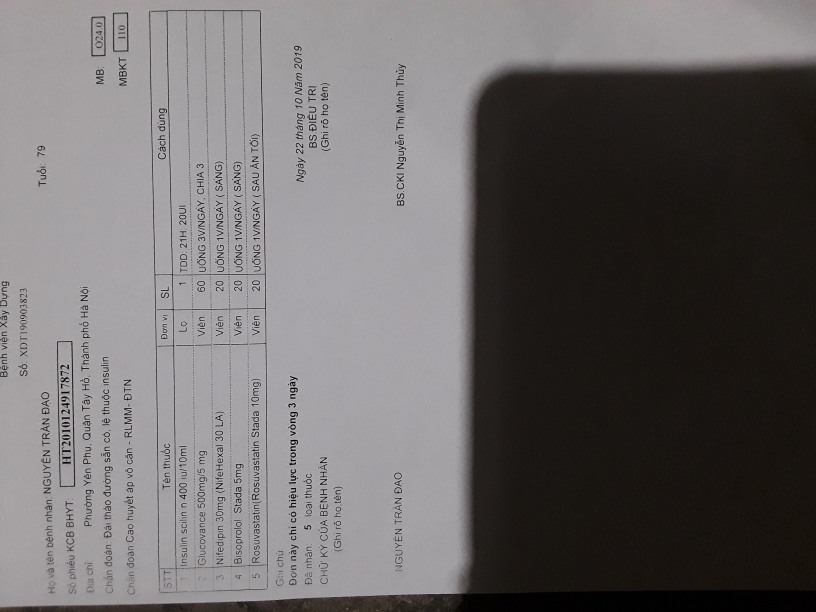 Bệnh viện Xây Dựng
Số XDT190903823
Họ và tên bệnh nhân: NGUYỄN TRẦN ĐẠO Tuổi: 79
Số phiếu KCB BHYT: HT2010124917872
Địa chỉ Phường Yên Phụ, Quận Tây Hồ, Thành phố Hà Nội
Chẩn đoán: Đái tháo đường sẵn có, lệ thuộc insulin MB: O24.0
Chẩn đoán Cao huyết áp vô căn - RLMM- ĐTN MBKT I10
STT Tên thuốc Đơn vị SL Cách dùng
1 Insulin scilin n 400 iu/10ml Lọ 1 TDD: 21H: 20UI
2 Glucovance 500mg/5 mg Viên 60 UỐNG 3V/NGÀY, CHIA 3
3 Nifedipin 30mg (NifeHexal 30 LA) Viên 20 UỐNG 1V/NGÀY ( SANG)
4 Bisoprolol Stada 5mg Viên 20 UỐNG 1V/NGÀY ( SANG)
5 Rosuvastatin(Rosuvastatin Stada 10mg) Viên 20 UỐNG 1V/NGÀY ( SAU ĂN TỐI)
Ghi chú
Đơn này chỉ có hiệu lực trong vòng 3 ngày
Đã nhận: 5 loại thuốc
Ngày 22 tháng 10 Năm 2019
CHỮ KÝ CỦA BỆNH NHÂN BS ĐIỀU TRỊ
(Ghi rõ họ,tên) (Ghi rõ họ tên)
NGUYỄN TRẦN ĐẠO BS.CKI Nguyễn Thị Minh Thủy